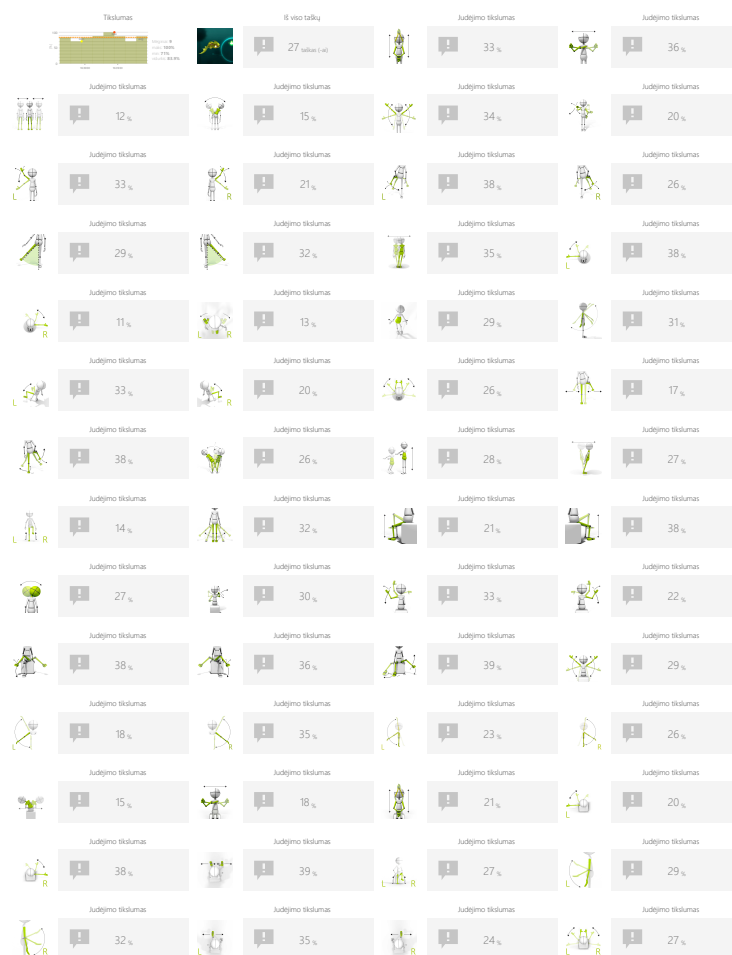 Tikslumas
Iš viso taškų
Judėjimo tikslumas
Judėjimo tikslumas
27 taškai (-ai)
33 %
36 %
Judėjimo tikslumas
Judėjimo tikslumas
Judėjimo tikslumas
Judėjimo tikslumas
12 %
15 %
34 %
20 %
Judėjimo tikslumas
Judėjimo tikslumas
Judėjimo tikslumas
Judėjimo tikslumas
L
33 %
R
21 %
L
38 %
R
26 %
Judėjimo tikslumas
Judėjimo tikslumas
Judėjimo tikslumas
Judėjimo tikslumas
29 %
32 %
35 %
L
38 %
Judėjimo tikslumas
Judėjimo tikslumas
Judėjimo tikslumas
Judėjimo tikslumas
R
11 %
L R
13 %
29 %
31 %
Judėjimo tikslumas
Judėjimo tikslumas
Judėjimo tikslumas
Judėjimo tikslumas
L
33 %
R
20 %
26 %
17 %
Judėjimo tikslumas
Judėjimo tikslumas
Judėjimo tikslumas
Judėjimo tikslumas
38 %
26 %
28 %
27 %
Judėjimo tikslumas
Judėjimo tikslumas
Judėjimo tikslumas
Judėjimo tikslumas
L R
14 %
32 %
21 %
38 %
Judėjimo tikslumas
Judėjimo tikslumas
Judėjimo tikslumas
Judėjimo tikslumas
27 %
30 %
33 %
22 %
Judėjimo tikslumas
Judėjimo tikslumas
Judėjimo tikslumas
Judėjimo tikslumas
38 %
36 %
39 %
29 %
Judėjimo tikslumas
Judėjimo tikslumas
Judėjimo tikslumas
Judėjimo tikslumas
L
18 %
R
35 %
L
23 %
R
26 %
Judėjimo tikslumas
Judėjimo tikslumas
Judėjimo tikslumas
Judėjimo tikslumas
15 %
18 %
21 %
L
20 %
Judėjimo tikslumas
Judėjimo tikslumas
Judėjimo tikslumas
Judėjimo tikslumas
R
38 %
39 %
L R
27 %
L
29 %
Judėjimo tikslumas
Judėjimo tikslumas
Judėjimo tikslumas
Judėjimo tikslumas
R
32 %
L
35 %
R
24 %
L R
27 %